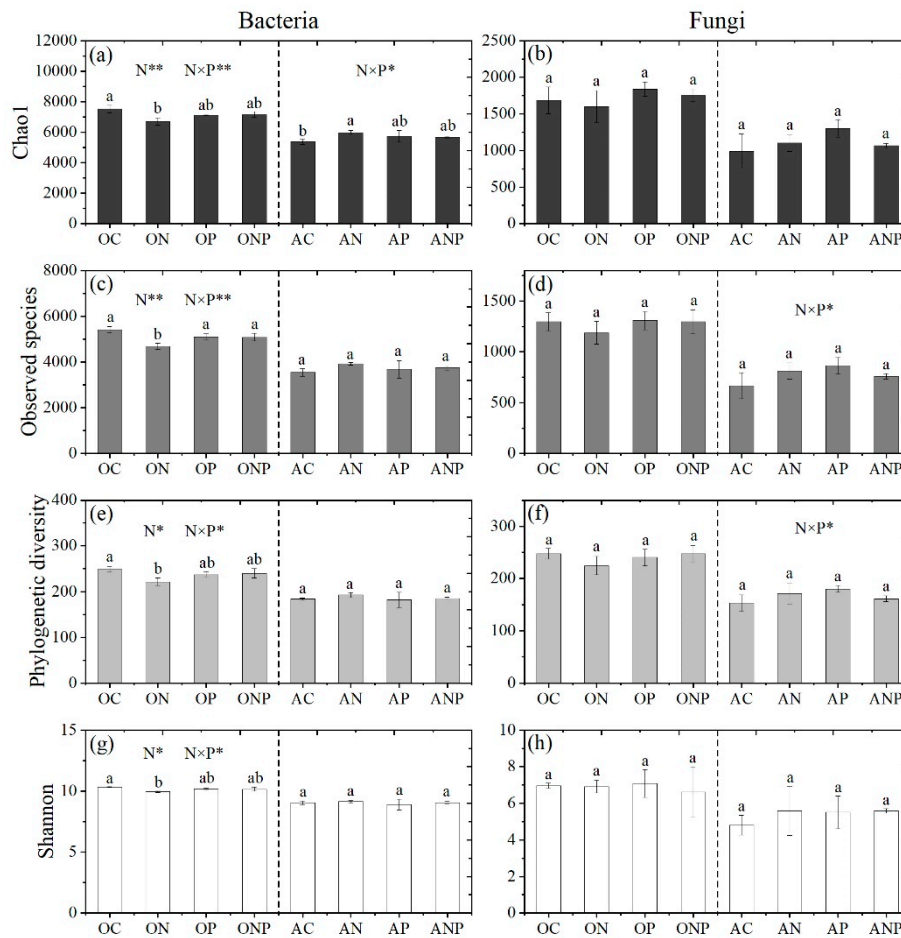 Bacteria Fungi
(a) N** N×P** N×P*
Chao1
12000
10000
8000
6000
4000
2000
0
a b ab ab b a ab ab
OC ON OP ONP AC AN AP ANP
(b)
2500
2000
1500
1000
500
0
a a a a a a a a
OC ON OP ONP AC AN AP ANP
(c) N** N×P**
Observed species
8000
6000
4000
2000
0
a b a a a a a a
OC ON OP ONP AC AN AP ANP
(d) N×P*
1500
1000
500
0
a a a a a a a a
OC ON OP ONP AC AN AP ANP
(e) N* N×P*
Phylogenetic diversity
400
300
200
100
0
a b ab ab a a a a
OC ON OP ONP AC AN AP ANP
(f) N×P*
300
200
100
0
a a a a a a a a
OC ON OP ONP AC AN AP ANP
(g) N* N×P*
Shannon
15
10
5
0
a b ab ab a a a a
OC ON OP ONP AC AN AP ANP
(h)
10
8
6
4
2
0
a a a a a a a a
OC ON OP ONP AC AN AP ANP